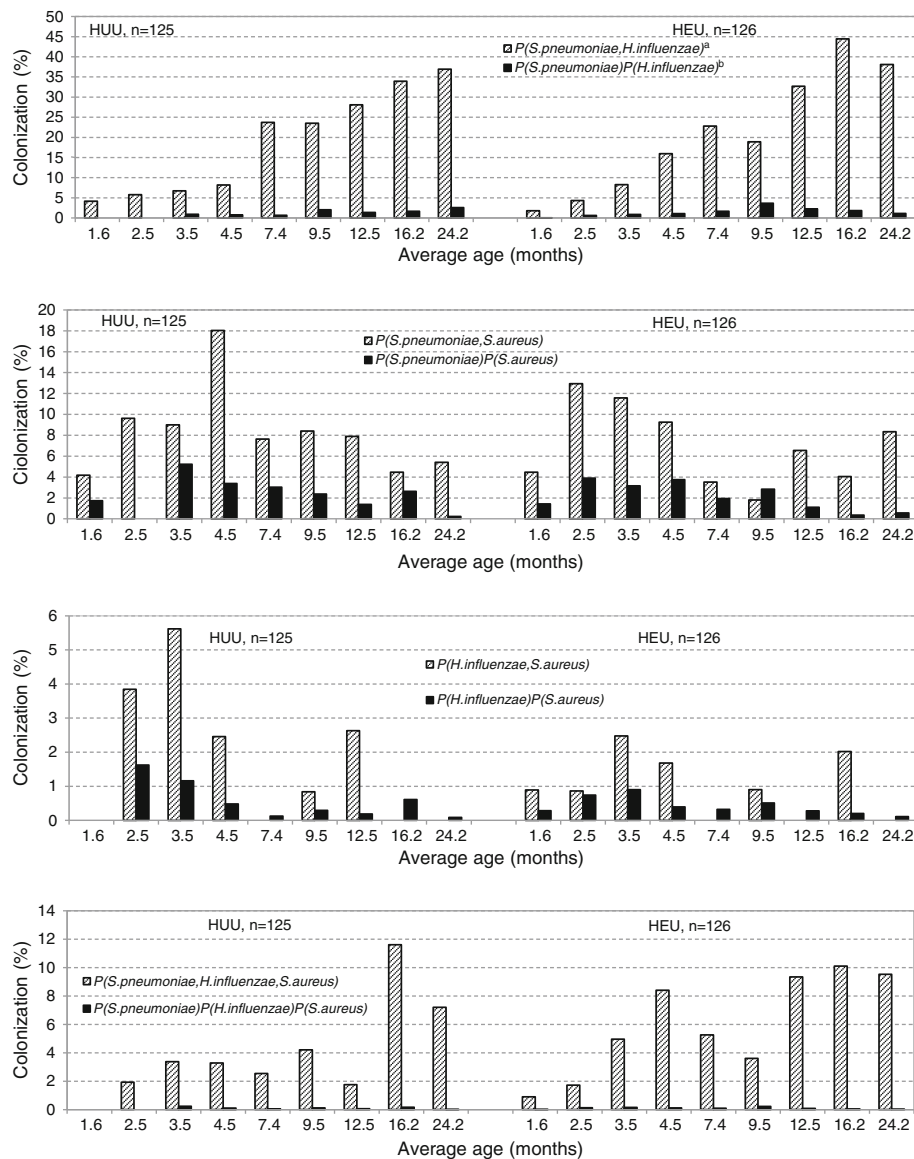 50
45
40
35
30
25
20
15
10
5
0
Colonization (%)
HUU, n=125
HEU, n=126
P(S.pneumoniae,H.influenzae)a
P(S.pneumoniae)P(H.influenzae)b
1.6 2.5 3.5 4.5 7.4 9.5 12.5 16.2 24.2 1.6 2.5 3.5 4.5 7.4 9.5 12.5 16.2 24.2
Average age (months)
20
18
16
14
12
10
8
6
4
2
0
Ciolonization (%)
HUU, n=125
HEU, n=126
P(S.pneumoniae,S.aureus)
P(S.pneumoniae)P(S.aureus)
1.6 2.5 3.5 4.5 7.4 9.5 12.5 16.2 24.2 1.6 2.5 3.5 4.5 7.4 9.5 12.5 16.2 24.2
Average age (months)
6
5
4
3
2
1
0
Colonization (%)
HUU, n=125
HEU, n=126
P(H.influenzae,S.aureus)
P(H.influenzae)P(S.aureus)
1.6 2.5 3.5 4.5 7.4 9.5 12.5 16.2 24.2 1.6 2.5 3.5 4.5 7.4 9.5 12.5 16.2 24.2
Average age (months)
14
12
10
8
6
4
2
0
Colonization (%)
HUU, n=125
HEU, n=126
P(S.pneumoniae,H.influenzae,S.aureus)
P(S.pneumoniae)P(H.influenzae)P(S.aureus)
1.6 2.5 3.5 4.5 7.4 9.5 12.5 16.2 24.2 1.6 2.5 3.5 4.5 7.4 9.5 12.5 16.2 24.2
Average age (months)